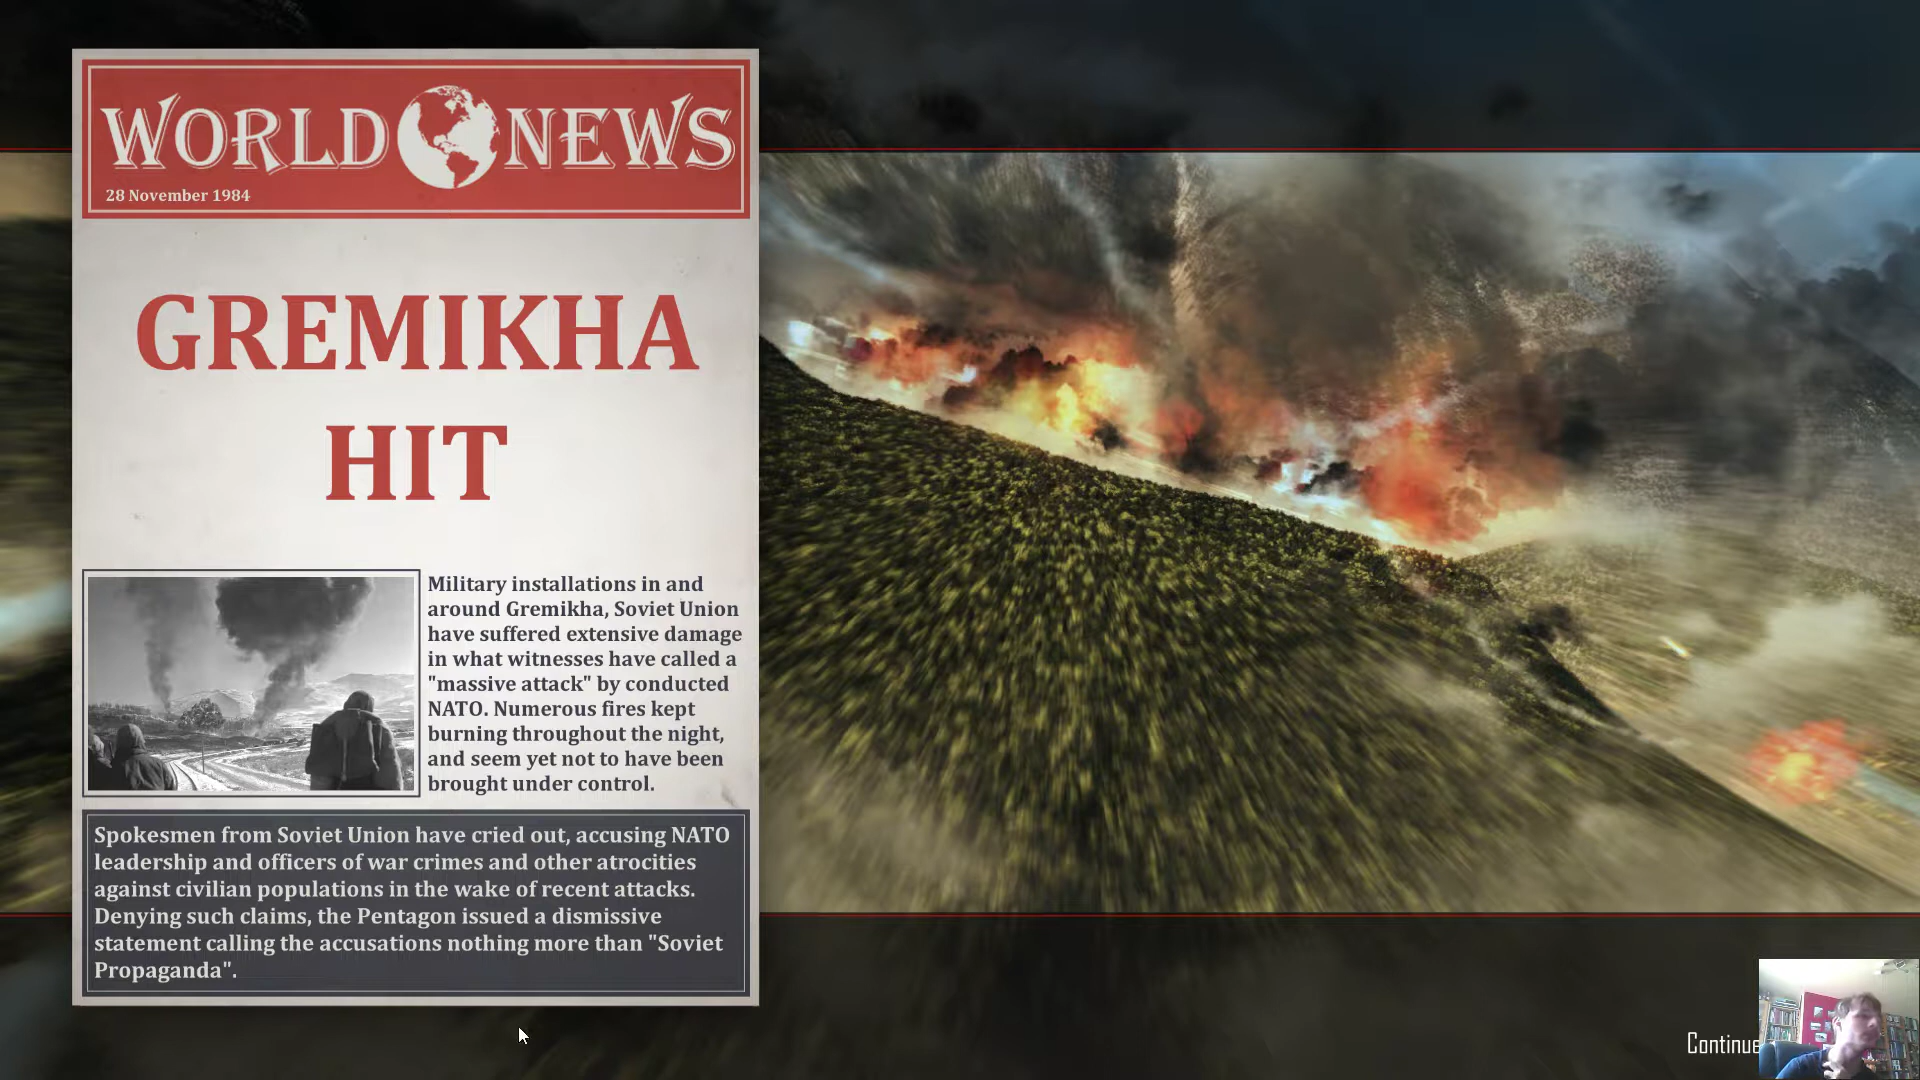 WORLD NEWS
28 November 1984
GREMIKHA
HIT
Military installations in and
around Gremikha, Soviet Union
have suffered extensive damage
in what witnesses have called a
"massive attack" by conducted
NATO. Numerous fires kept
burning throughout the night,
and seem yet not to have been
brought under control.
Spokesmen from Soviet Union have cried out, accusing NATO
leadership and officers of war crimes and other atrocities
against civilian populations in the wake of recent attacks.
Denying such claims, the Pentagon issued a dismissive
statement calling the accusations nothing more than "Soviet
Propaganda".
Continue